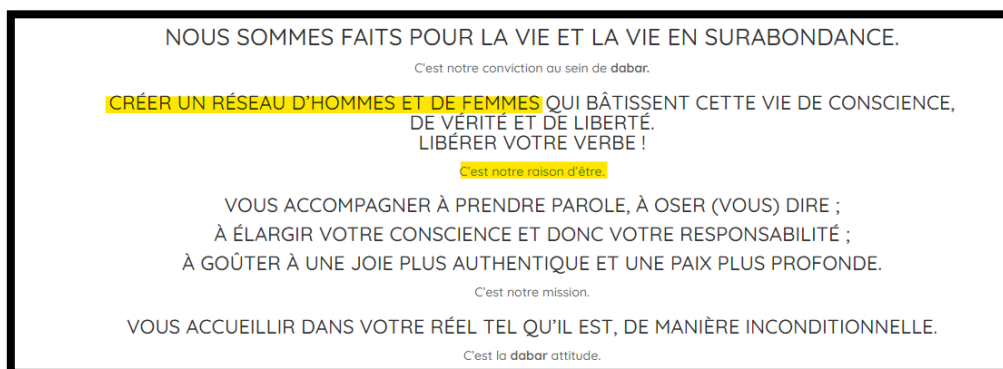 NOUS SOMMES FAITS POUR LA VIE ET LA VIE EN SURABONDANCE.
C'est notre conviction au sein de dabar.
CRÉER UN RÉSEAU D'HOMMES ET DE FEMMES QUI BÂTISSENT CETTE VIE DE CONSCIENCE,
DE VÉRITÉ ET DE LIBERTÉ.
LIBÉRER VOTRE VERBE !
C'est notre raison d'être.
VOUS ACCOMPAGNER À PRENDRE PAROLE, À OSER (VOUS) DIRE ;
À ÉLARGIR VOTRE CONSCIENCE ET DONC VOTRE RESPONSABILITÉ ;
À GOÛTER À UNE JOIE PLUS AUTHENTIQUE ET UNE PAIX PLUS PROFONDE.
C'est notre mission.
VOUS ACCUEILLIR DANS VOTRE RÉEL TEL QU'IL EST, DE MANIÈRE INCONDITIONNELLE.
C'est la dabar attitude.